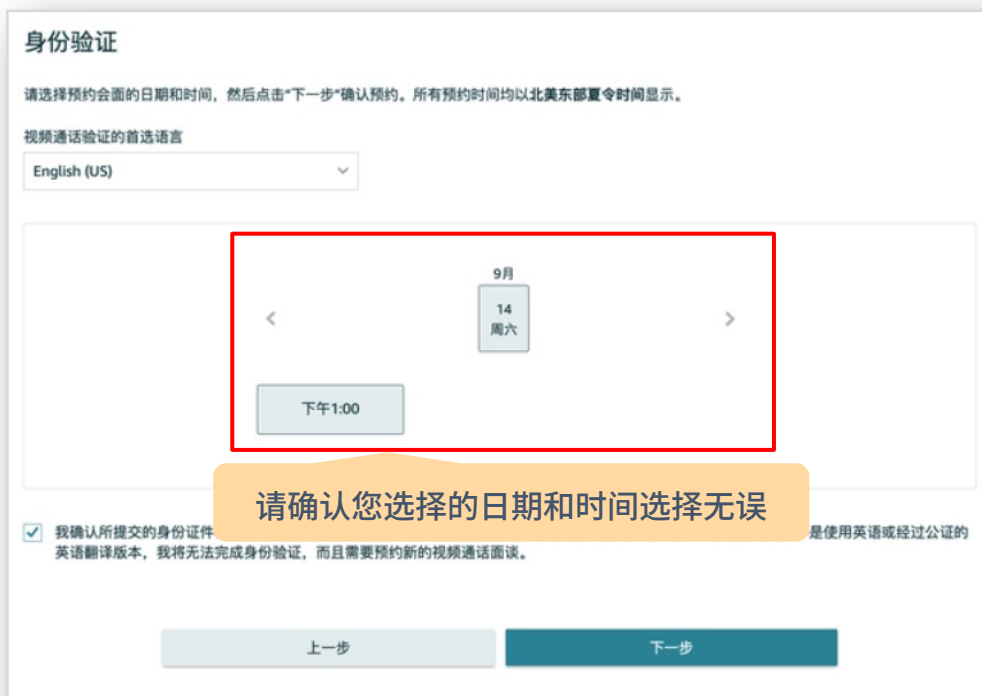 身份验证
请选择预约会面的日期和时间，然后点击“下一步”确认预约。所有预约时间均以北美东部夏令时间显示。
视频通话验证的首选语言
English (US)
9月
14
周六
下午1:00
请确认您选择的日期和时间选择无误
我确认所提交的身份证件
是使用英语或经过公证的
英语翻译版本，我将无法完成身份验证，而且需要预约新的视频通话面谈。
上一步
下一步